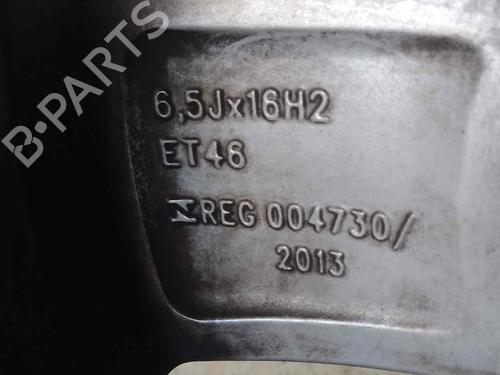 6,5Jx16H2
ET46
REG 004730/
2013
B-PARTS